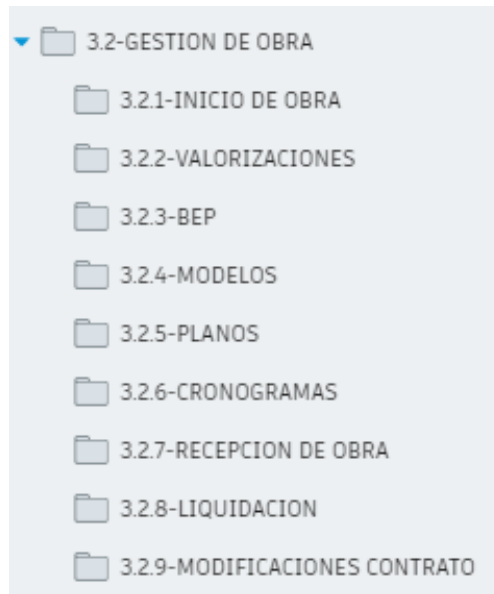 3.2-GESTION DE OBRA
3.2.1-INICIO DE OBRA
3.2.2-VALORIZACIONES
3.2.3-BEP
3.2.4-MODELOS
3.2.5-PLANOS
3.2.6-CRONOGRAMAS
3.2.7-RECEPCION DE OBRA
3.2.8-LIQUIDACION
3.2.9-MODIFICACIONES CONTRATO